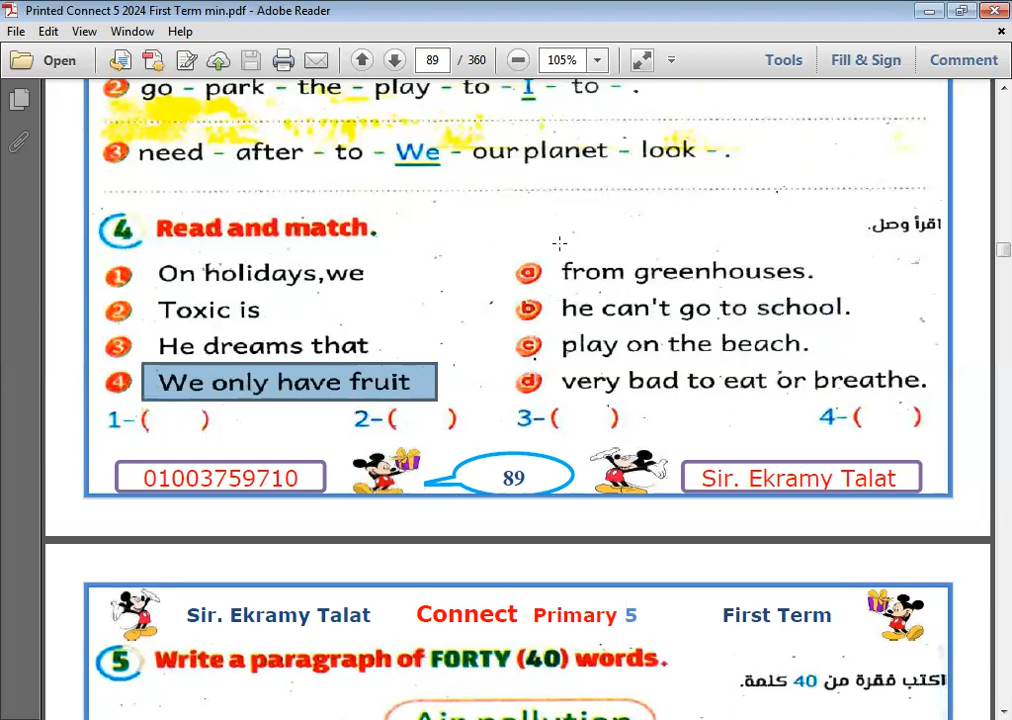 Printed Connect 5 2024 First Term min.pdf - Adobe Reader
File Edit View Window Help
Open 89 / 360 105% Tools Fill & Sign Comment
2 go - park - the - play - to - I - to - .
3 need - after - to - We - our planet - look - .
4 Read and match. اقرأ وصل.
1 On holidays,we a from greenhouses.
2 Toxic is b he can't go to school.
3 He dreams that c play on the beach.
4 We only have fruit d very bad to eat or breathe.
1-( ) 2-( ) 3-( ) 4-( )
01003759710 89 Sir. Ekramy Talat
Sir. Ekramy Talat Connect Primary 5 First Term
5 Write a paragraph of FORTY (40) words. اكتب فقرة من 40 كلمة.
Air pollution